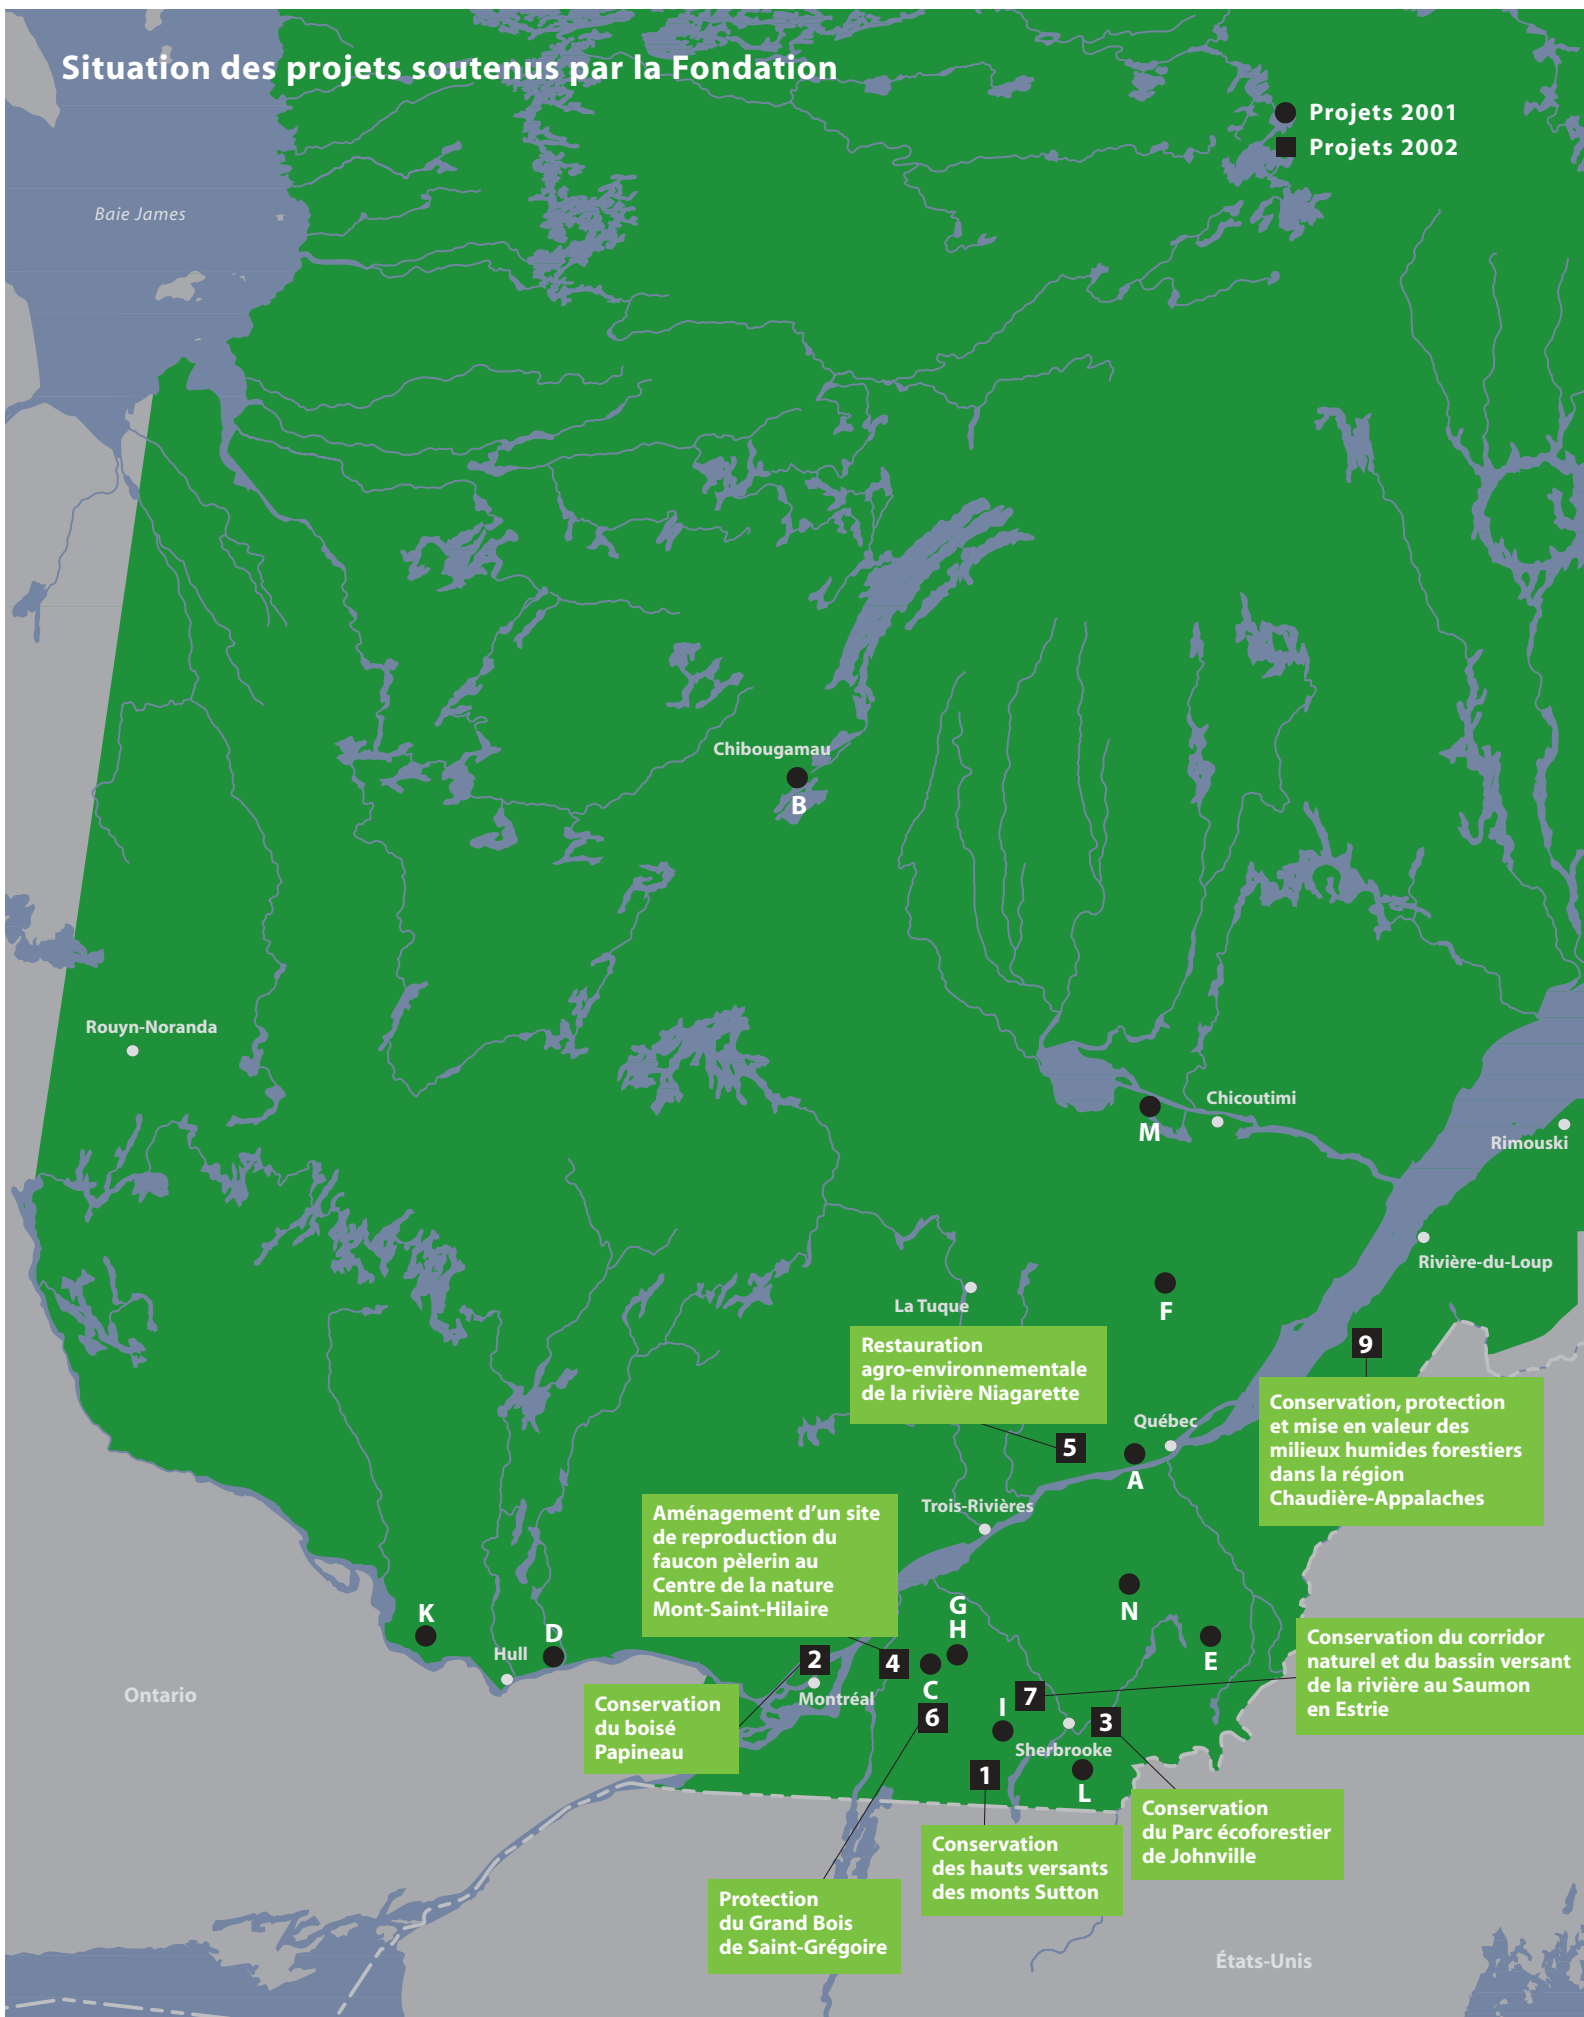 Situation des projets soutenus par la Fondation
Projets 2001
Projets 2002
Baie James
Chibougamau
B
Rouyn-Noranda
Chicoutimi
M
Rimouski
Rivière-du-Loup
La Tuque
F
Restauration
agro-environnementale
de la rivière Niagarette
9
Conservation, protection
et mise en valeur des
milieux humides forestiers
dans la région
Chaudière-Appalaches
Québec
5
A
Trois-Rivières
Aménagement d’un site
de reproduction du
faucon pèlerin au
Centre de la nature
Mont-Saint-Hilaire
N
G
H
K
D
E
Hull
2
4
C
Montréal
Conservation du corridor
naturel et du bassin versant
de la rivière au Saumon
en Estrie
Ontario
Conservation
du boisé
Papineau
7
6
I
3
Sherbrooke
1
L
Conservation
du Parc écoforestier
de Johnville
Conservation
des hauts versants
des monts Sutton
Protection
du Grand Bois
de Saint-Grégoire
États-Unis